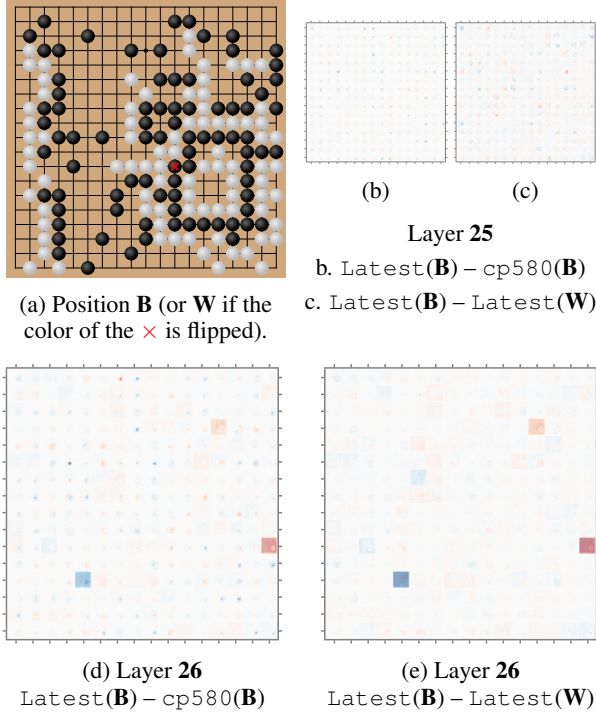 (b)
(c)
Layer 25
(a) Position B (or W if the
color of the × is flipped).
b. Latest(B) – cp580(B)
c. Latest(B) – Latest(W)
(d) Layer 26
Latest(B) – cp580(B)
(e) Layer 26
Latest(B) – Latest(W)